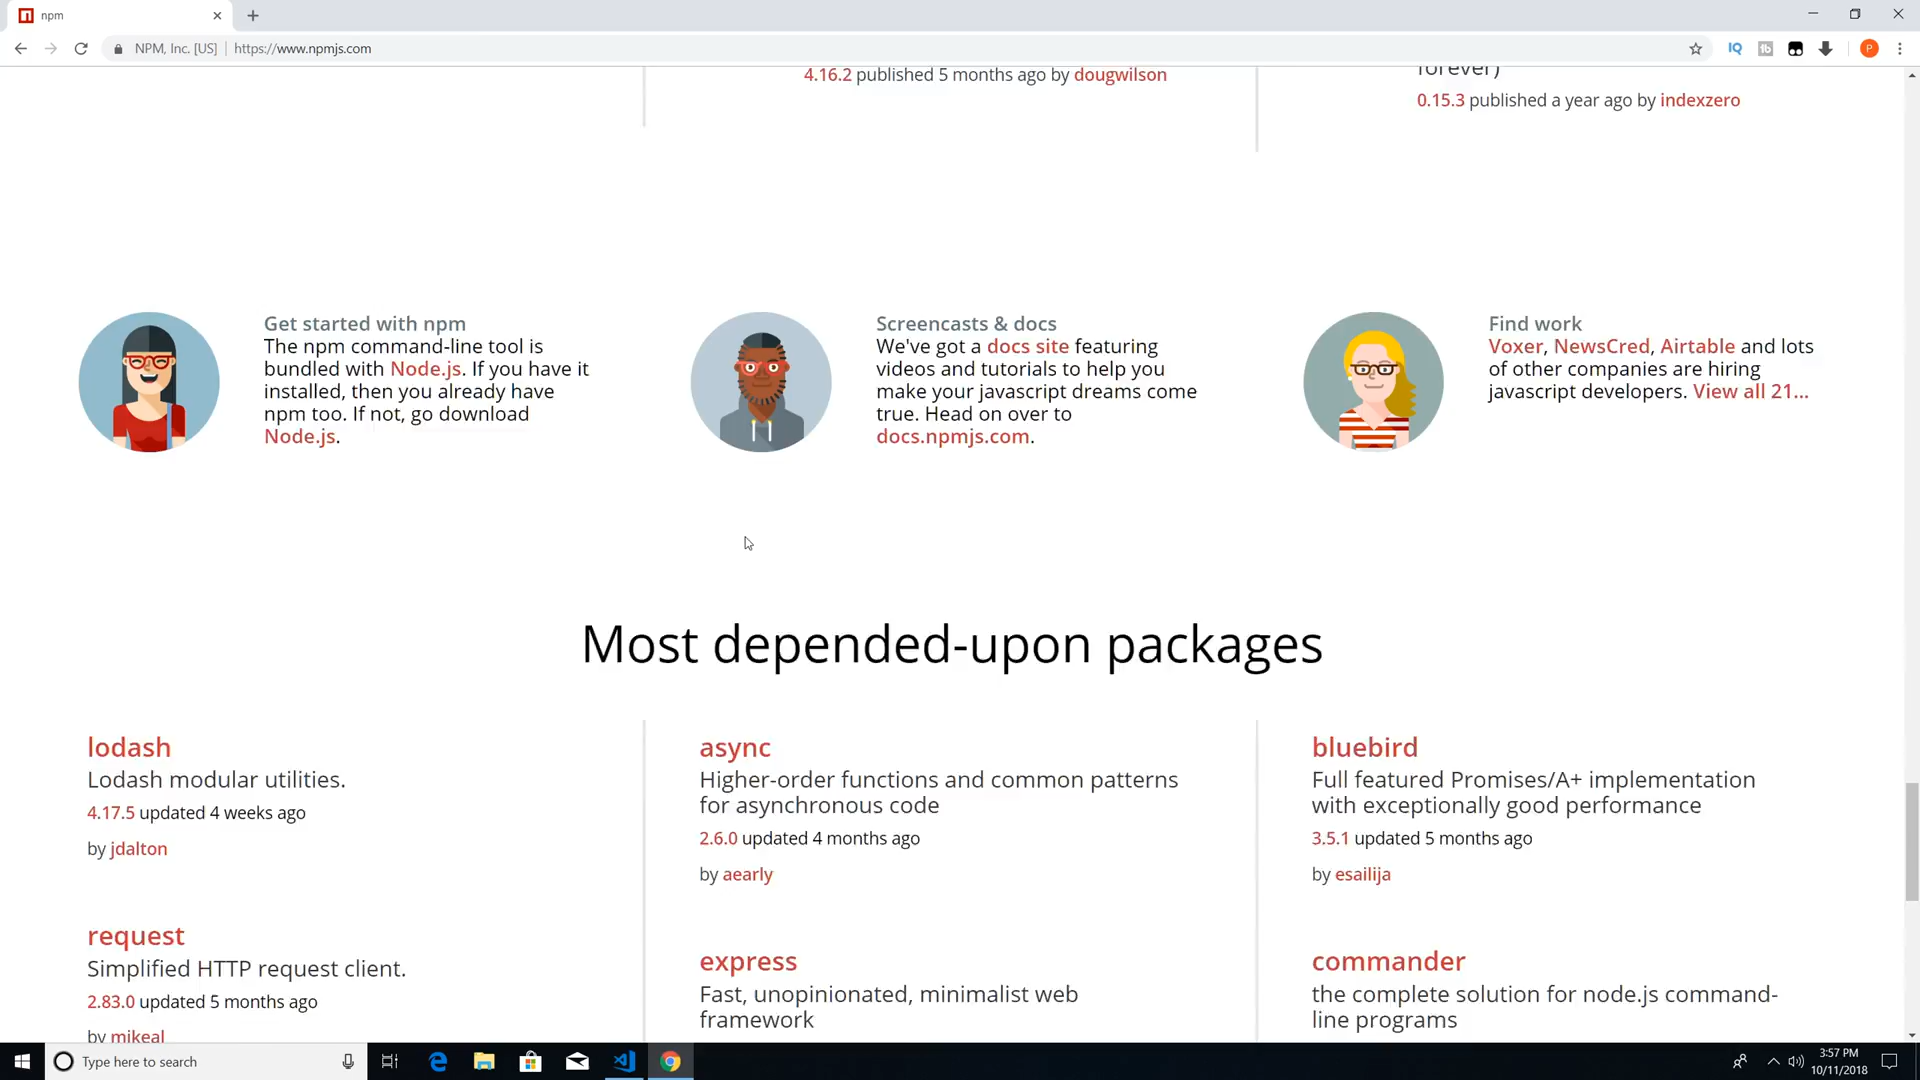 npm
NPM, Inc. [US]
https://www.npmjs.com
P
4.16.2 published 5 months ago by dougwilson
forever)
0.15.3 published a year ago by indexzero
Get started with npm
The npm command-line tool is
bundled with Node.js. If you have it
installed, then you already have
npm too. If not, go download
Node.js.
Screencasts & docs
We've got a docs site featuring
videos and tutorials to help you
make your javascript dreams come
true. Head on over to
docs.npmjs.com.
Find work
Voxer, NewsCred, Airtable and lots
of other companies are hiring
javascript developers. View all 21...
Most depended-upon packages
lodash
Lodash modular utilities.
4.17.5 updated 4 weeks ago
by jdalton
async
Higher-order functions and common patterns
for asynchronous code
2.6.0 updated 4 months ago
by aearly
bluebird
Full featured Promises/A+ implementation
with exceptionally good performance
3.5.1 updated 5 months ago
by esailija
request
Simplified HTTP request client.
2.83.0 updated 5 months ago
by mikeal
express
Fast, unopinionated, minimalist web
framework
commander
the complete solution for node.js command-
line programs
Type here to search
3:57 PM
10/11/2018